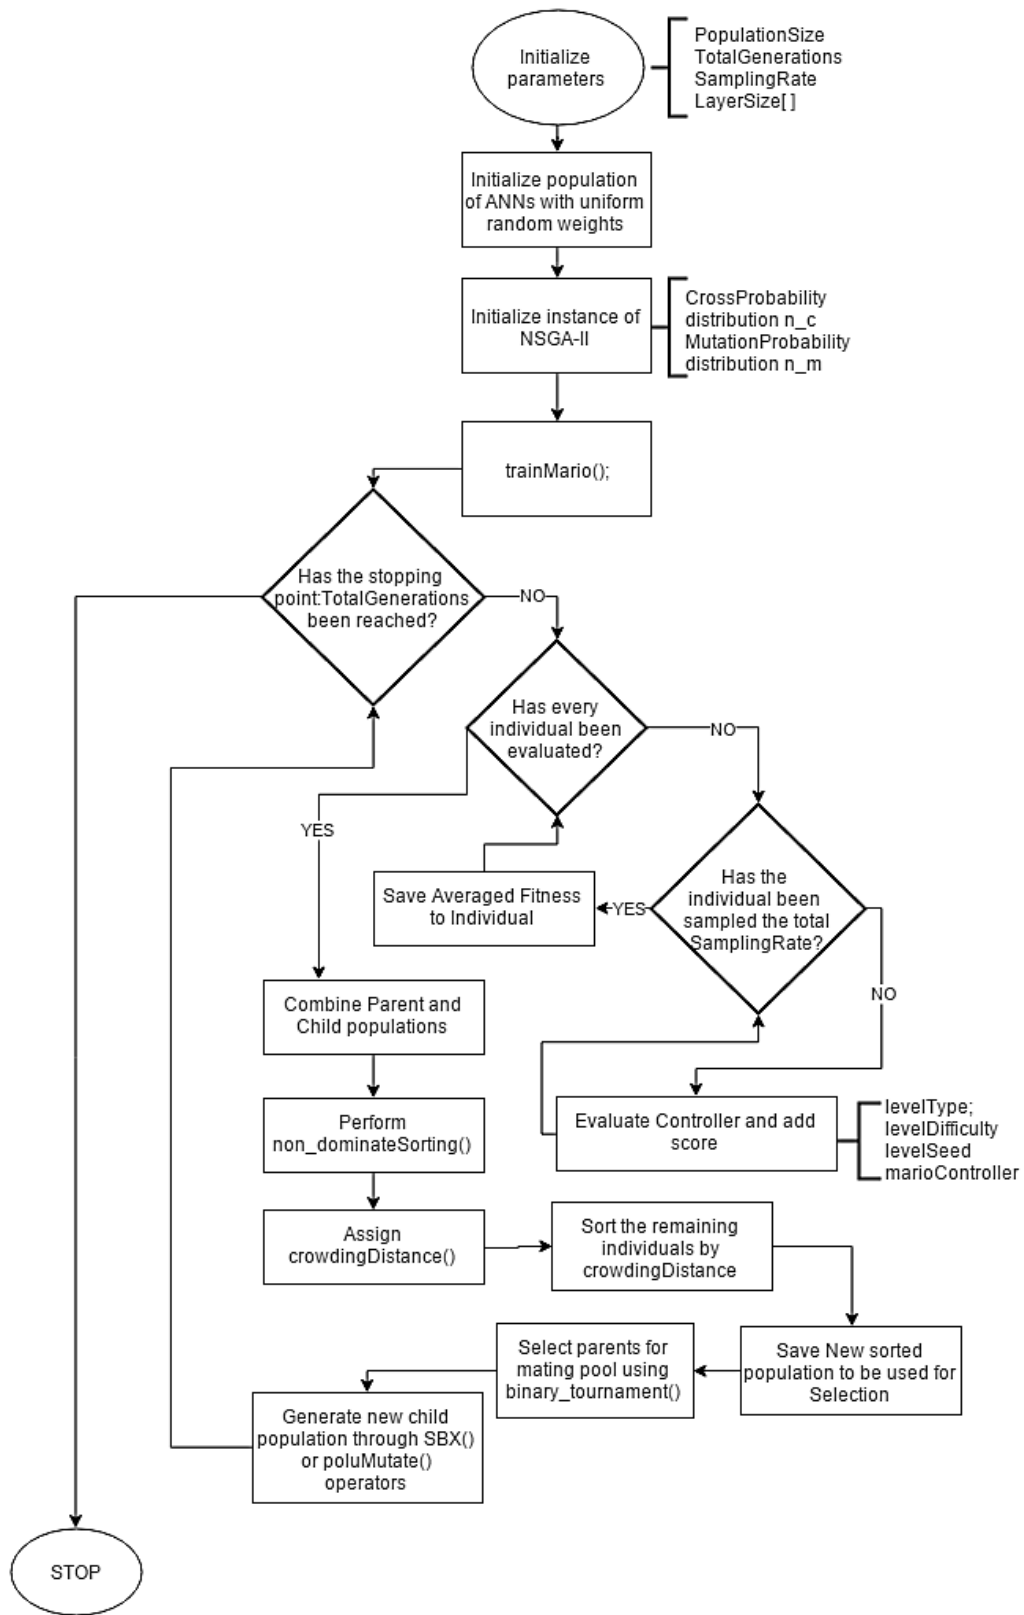 Initialize
parameters
PopulationSize
TotalGenerations
SamplingRate
LayerSize[ ]
Initialize population
of ANNs with uniform
random weights
Initialize instance of
NSGA-II
CrossProbability
distribution n_c
MutationProbability
distribution n_m
trainMario();
Has the stopping
point:TotalGenerations
been reached?
NO
Has every
individual been
evaluated?
NO
YES
Has the
individual been
sampled the total
SamplingRate?
YES
Save Averaged Fitness
to Individual
NO
Combine Parent and
Child populations
Evaluate Controller and add
score
levelType;
levelDifficulty
levelSeed
marioController
Perform
non_dominateSorting()
Assign
crowdingDistance()
Sort the remaining
individuals by
crowdingDistance
Save New sorted
population to be used for
Selection
Select parents for
mating pool using
binary_tournament()
Generate new child
population through SBX()
or poluMutate()
operators
STOP